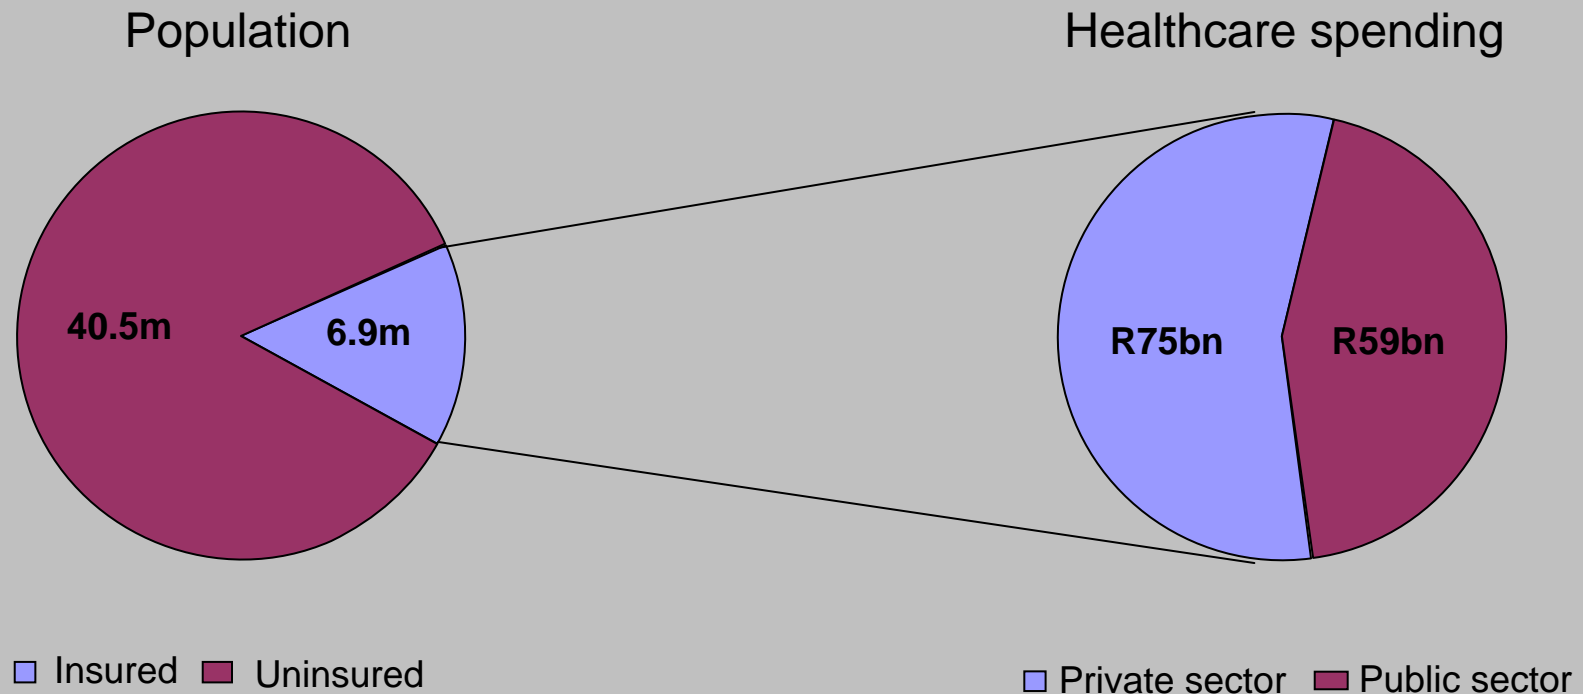 Population
Healthcare spending
40.5m
6.9m
R75bn
R59bn
Insured
Uninsured
Private sector
Public sector